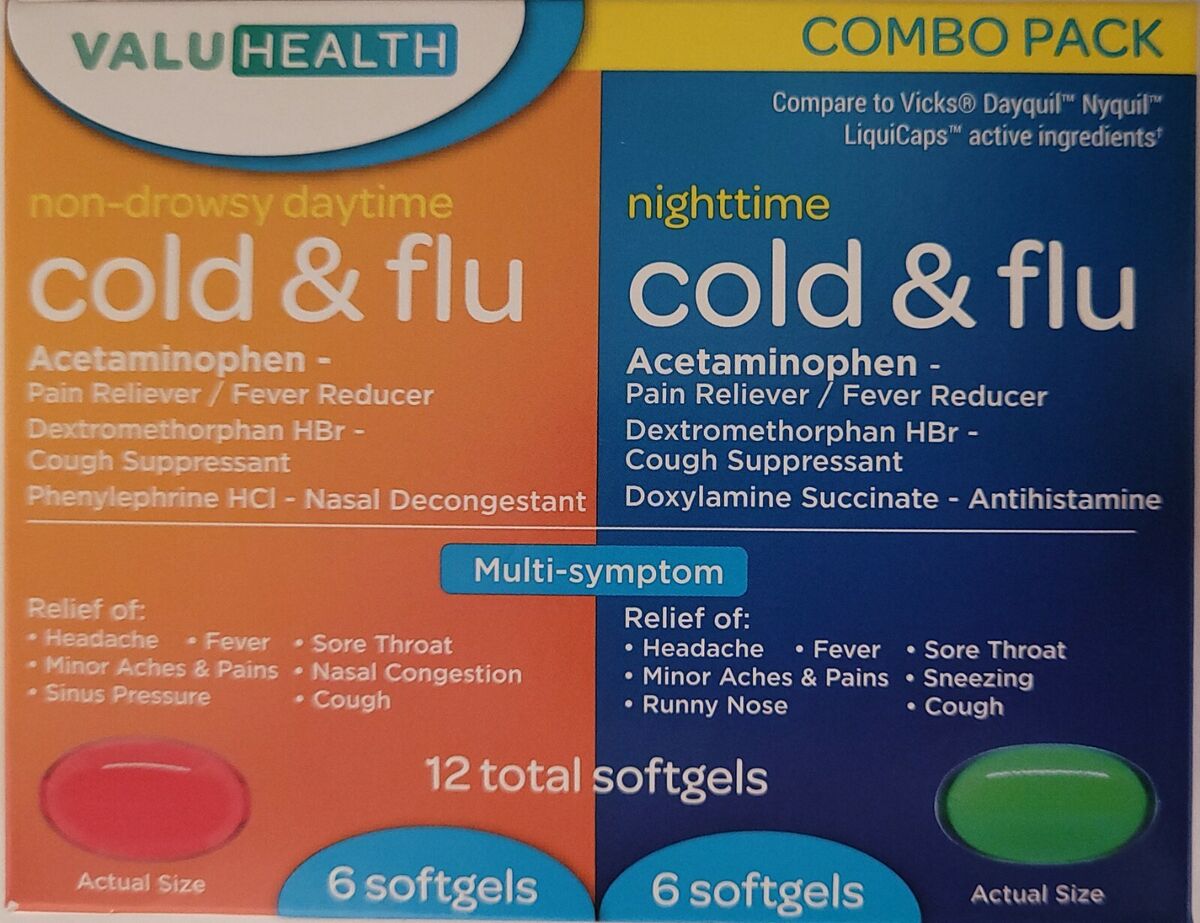 VALUHEALTH
COMBO PACK
Compare to Vicks® Dayquil™ Nyquil™
LiquiCaps™ active ingredients†
non-drowsy daytime
cold & flu
Acetaminophen -
Pain Reliever / Fever Reducer
Dextromethorphan HBr -
Cough Suppressant
Phenylephrine HCl - Nasal Decongestant
nighttime
cold & flu
Acetaminophen -
Pain Reliever / Fever Reducer
Dextromethorphan HBr -
Cough Suppressant
Doxylamine Succinate - Antihistamine
Multi-symptom
Relief of:
• Headache • Fever • Sore Throat
• Minor Aches & Pains • Nasal Congestion
• Sinus Pressure • Cough
Relief of:
• Headache • Fever • Sore Throat
• Minor Aches & Pains • Sneezing
• Runny Nose • Cough
12 total softgels
Actual Size
6 softgels
6 softgels
Actual Size